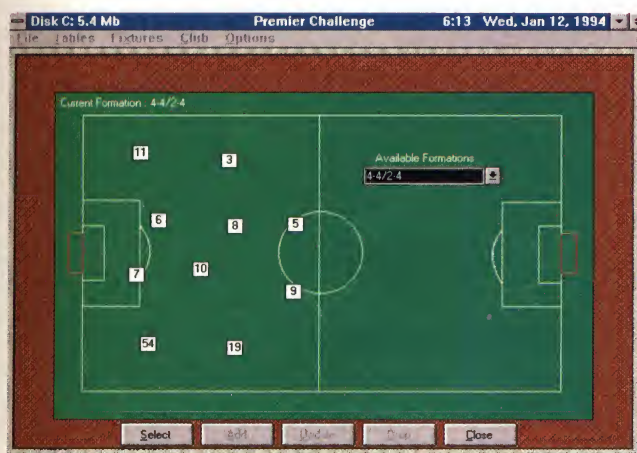 Disk C: 5.4 Mb Premier Challenge 6:13 Wed, Jan 12, 1994
File Tables Fixtures Club Options
Current Formation : 4-4/2-4
11
3
Available Formations
4-4/2-4
6
8
5
7
10
9
54
19
Select Add Update Close